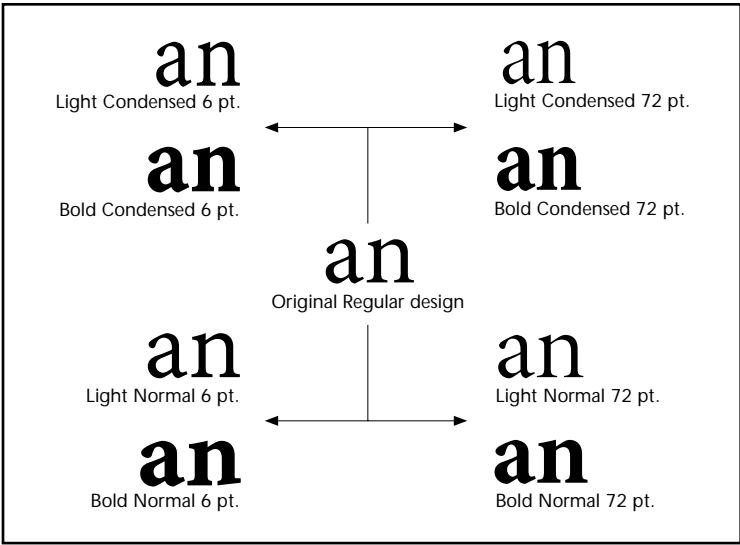 an
Light Condensed 6 pt.
an
Light Condensed 72 pt.
an
Bold Condensed 6 pt.
an
Bold Condensed 72 pt.
an
Original Regular design
an
Light Normal 6 pt.
an
Light Normal 72 pt.
an
Bold Normal 6 pt.
an
Bold Normal 72 pt.